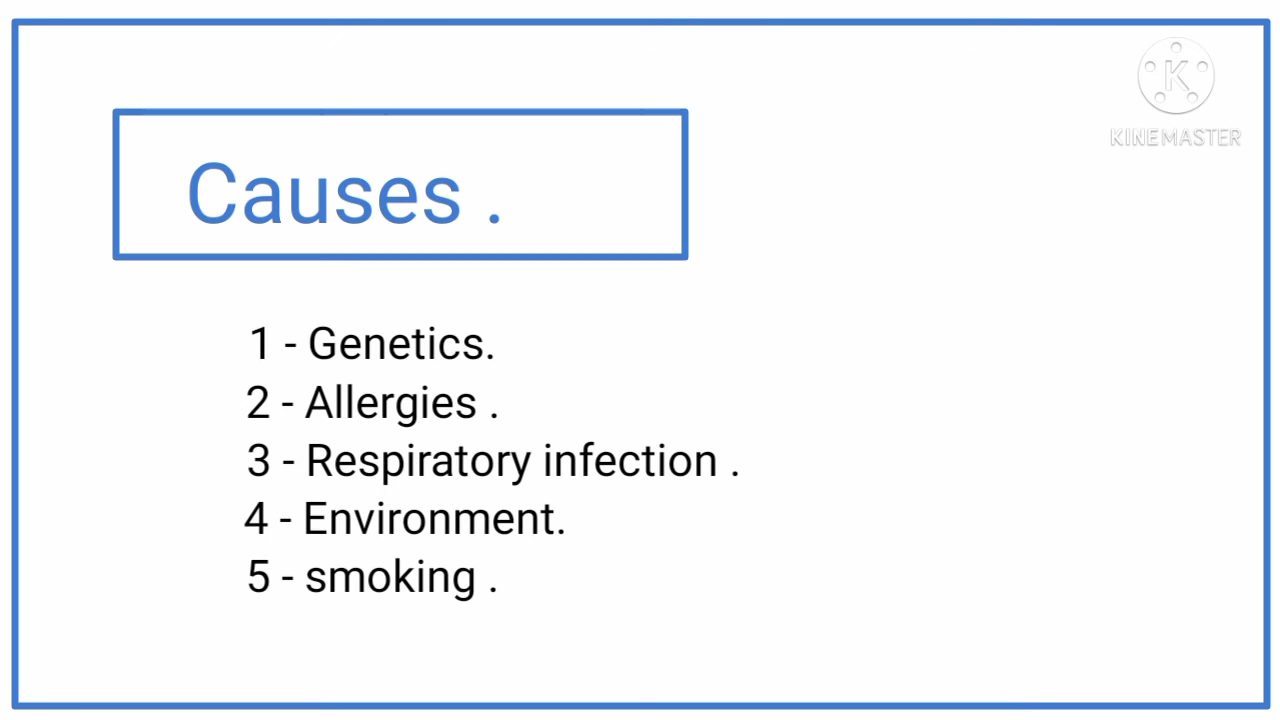 KINEMASTER
Causes .
1 - Genetics.
2 - Allergies .
3 - Respiratory infection .
4 - Environment.
5 - smoking .